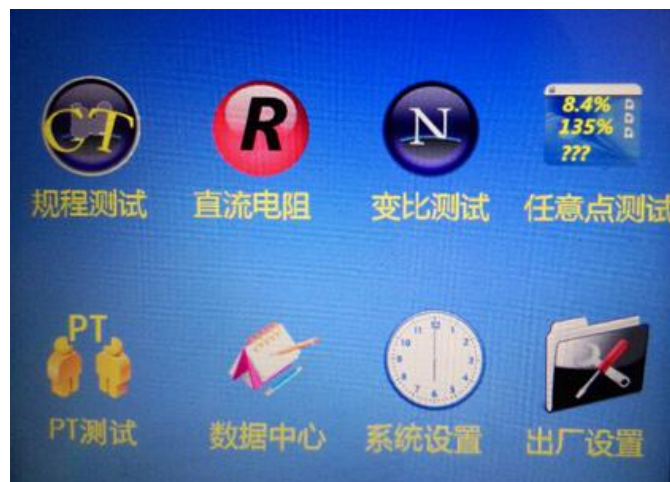 CT
R
N
8.4%
135%
???
规程测试
直流电阻
变比测试
任意点测试
PT
PT测试
数据中心
系统设置
出厂设置